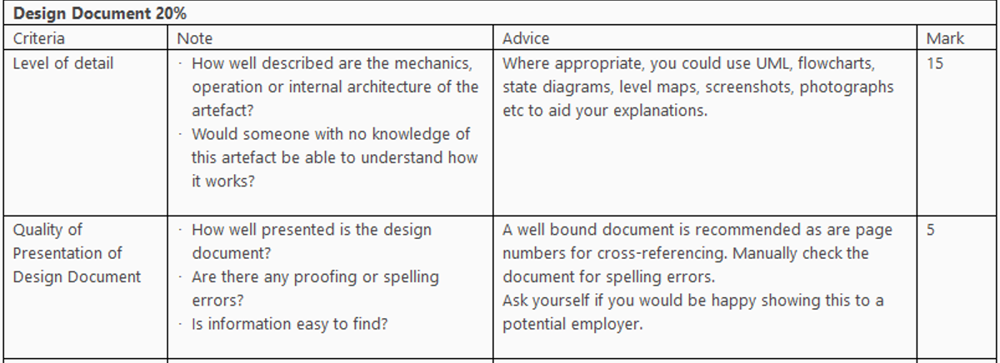 Design Document 20%
Criteria Note Advice Mark
Level of detail
· How well described are the mechanics,
operation or internal architecture of the
artefact?
· Would someone with no knowledge of
this artefact be able to understand how
it works?
Where appropriate, you could use UML, flowcharts,
state diagrams, level maps, screenshots, photographs
etc to aid your explanations.
15
Quality of
Presentation of
Design Document
· How well presented is the design
document?
· Are there any proofing or spelling
errors?
· Is information easy to find?
A well bound document is recommended as are page
numbers for cross-referencing. Manually check the
document for spelling errors.
Ask yourself if you would be happy showing this to a
potential employer.
5